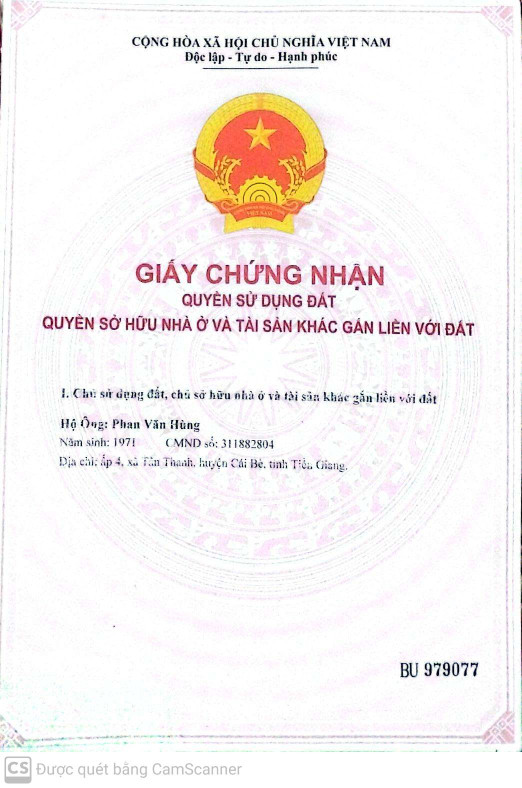 CỘNG HÒA XÃ HỘI CHỦ NGHĨA VIỆT NAM
Độc lập - Tự do - Hạnh phúc
VIỆT NAM
GIẤY CHỨNG NHẬN
QUYỀN SỬ DỤNG ĐẤT
QUYỀN SỞ HỮU NHÀ Ở VÀ TÀI SẢN KHÁC GẮN LIỀN VỚI ĐẤT
I. Chủ sử dụng đất, chủ sở hữu nhà ở và tài sản khác gắn liền với đất
Hộ Ông: Phan Văn Hùng
Năm sinh: 1971 CMND số: 311882804
Địa chỉ: ấp 4, xã Tân Thanh, huyện Cái Bè, tỉnh Tiền Giang.
BU 979077
CS Được quét bằng CamScanner